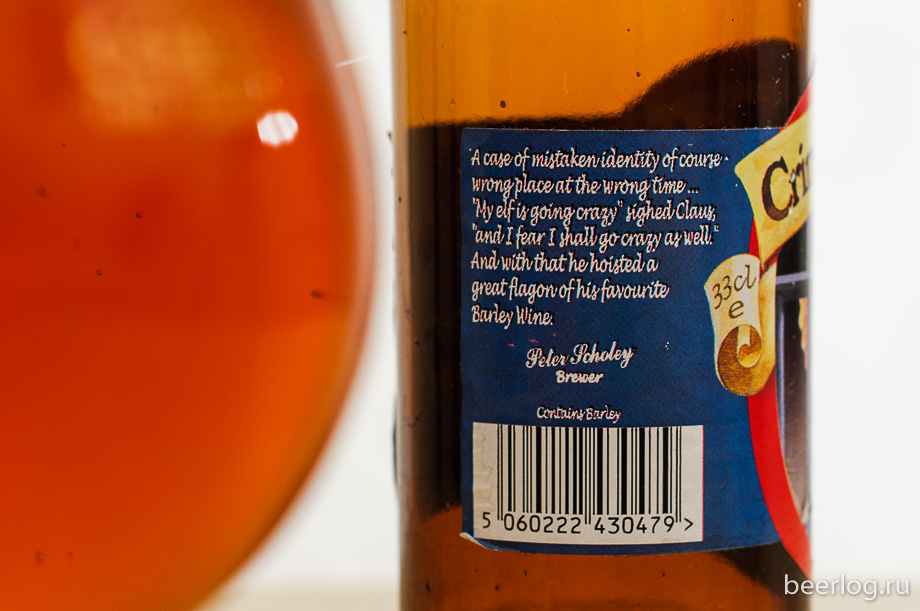 A case of mistaken identity of course -
wrong place at the wrong time ...
"My elf is going crazy" sighed Claus,
"and I fear I shall go crazy as well."
And with that he hoisted a
great flagon of his favourite
Barley Wine.
Peter Scholey
Brewer
Contains Barley
5 060222 430479 >
Cri
33cl
e
beerlog.ru